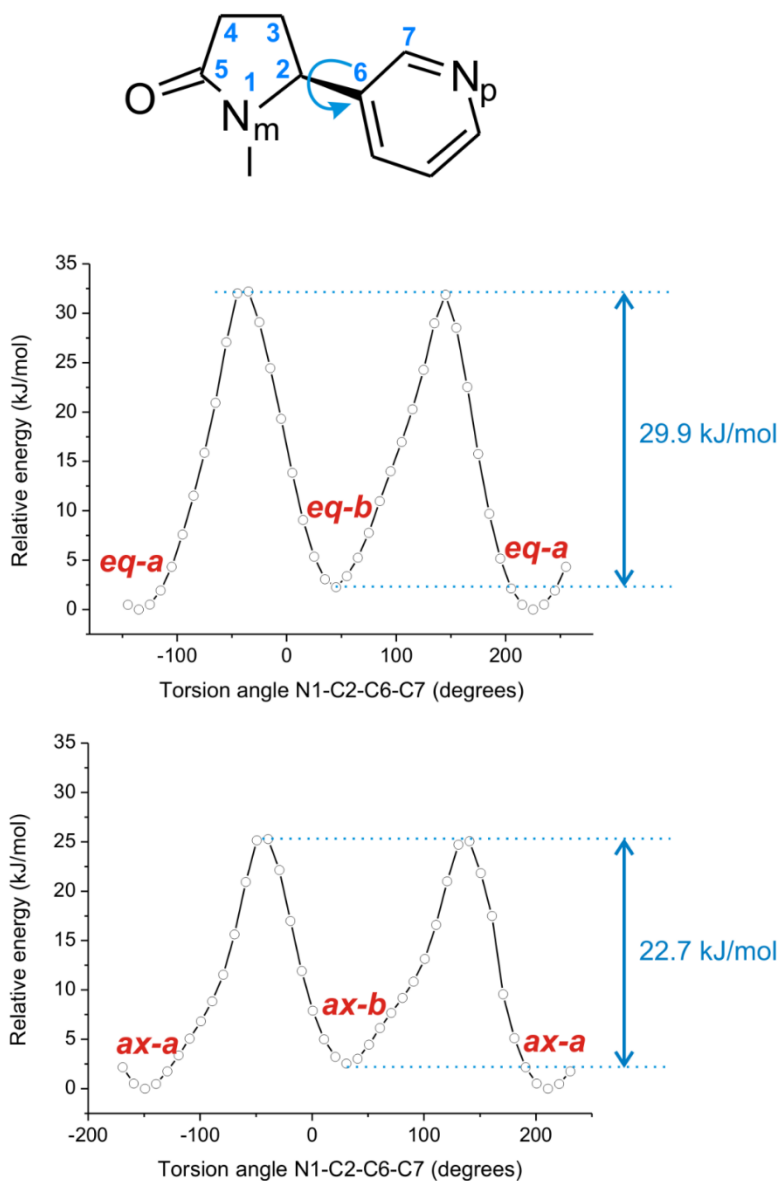 4
3
7
5
1
2
6
O
N
m
N
p
35
30
25
20
15
10
5
0
Relative energy (kJ/mol)
eq-a
eq-b
eq-a
29.9 kJ/mol
-100
0
100
200
Torsion angle N1-C2-C6-C7 (degrees)
35
30
25
20
15
10
5
0
Relative energy (kJ/mol)
ax-a
ax-b
ax-a
22.7 kJ/mol
-200
-100
0
100
200
Torsion angle N1-C2-C6-C7 (degrees)